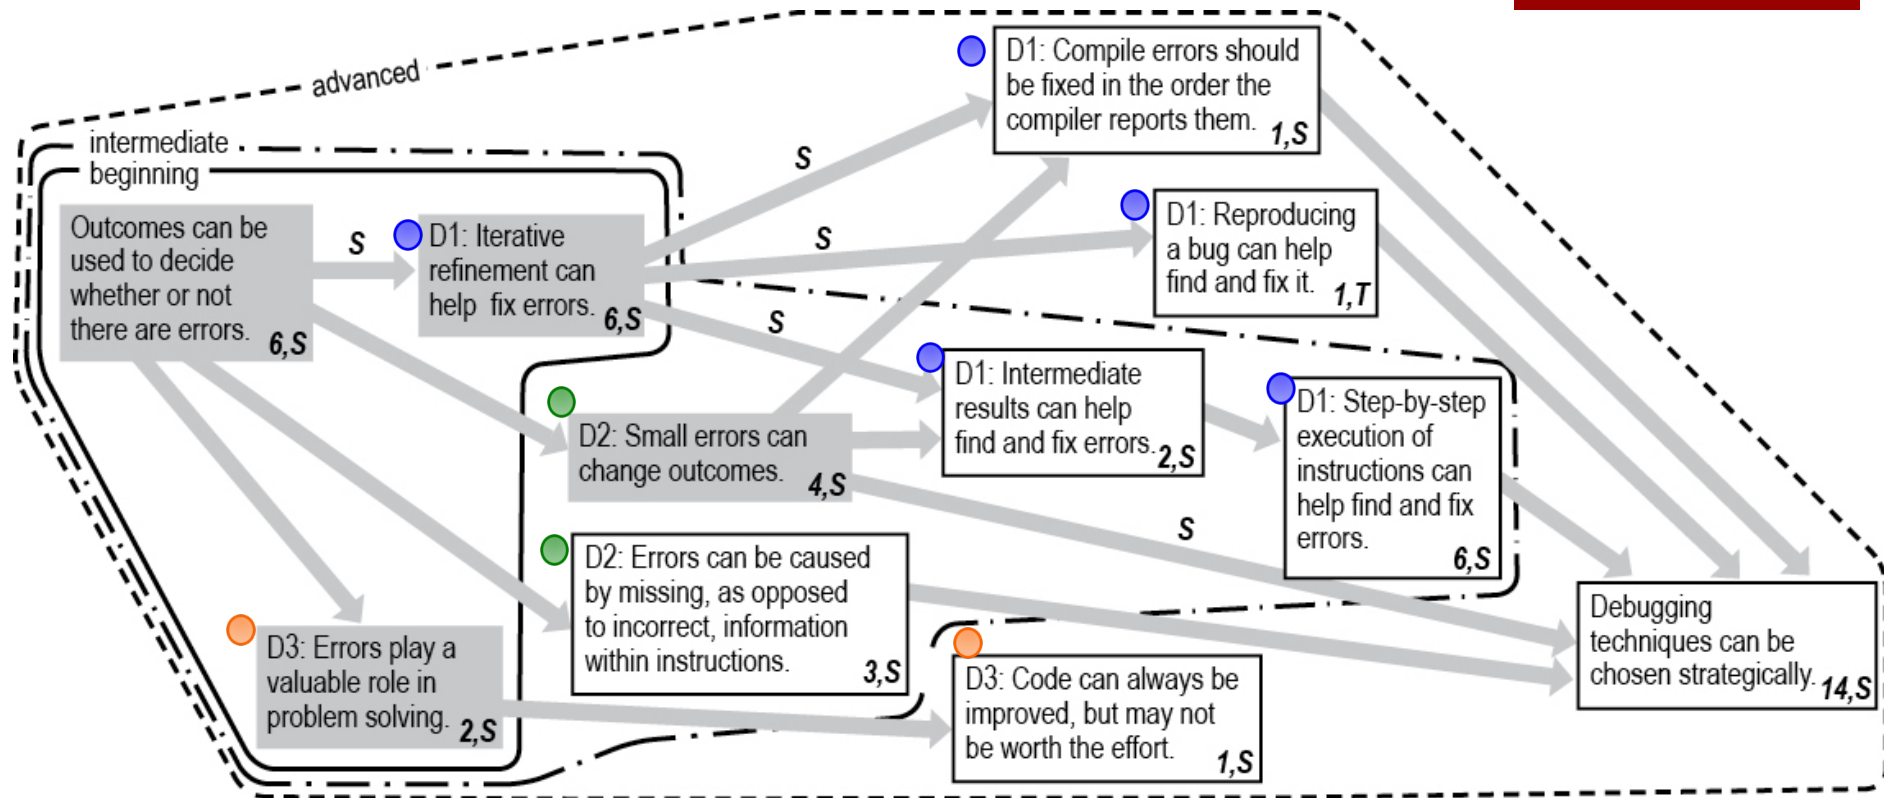 advanced
intermediate
beginning
Outcomes can be
used to decide
whether or not
there are errors.
6,S
S
D1: Iterative
refinement can
help fix errors.
6,S
S
S
S
D1: Compile errors should
be fixed in the order the
compiler reports them.
1,S
D1: Reproducing
a bug can help
find and fix it.
1,T
D1: Intermediate
results can help
find and fix errors.
2,S
D1: Step-by-step
execution of
instructions can
help find and fix
errors.
6,S
D2: Small errors can
change outcomes.
4,S
S
D2: Errors can be caused
by missing, as opposed
to incorrect, information
within instructions.
3,S
D3: Errors play a
valuable role in
problem solving.
2,S
D3: Code can always be
improved, but may not
be worth the effort.
1,S
Debugging
techniques can be
chosen strategically.
14,S